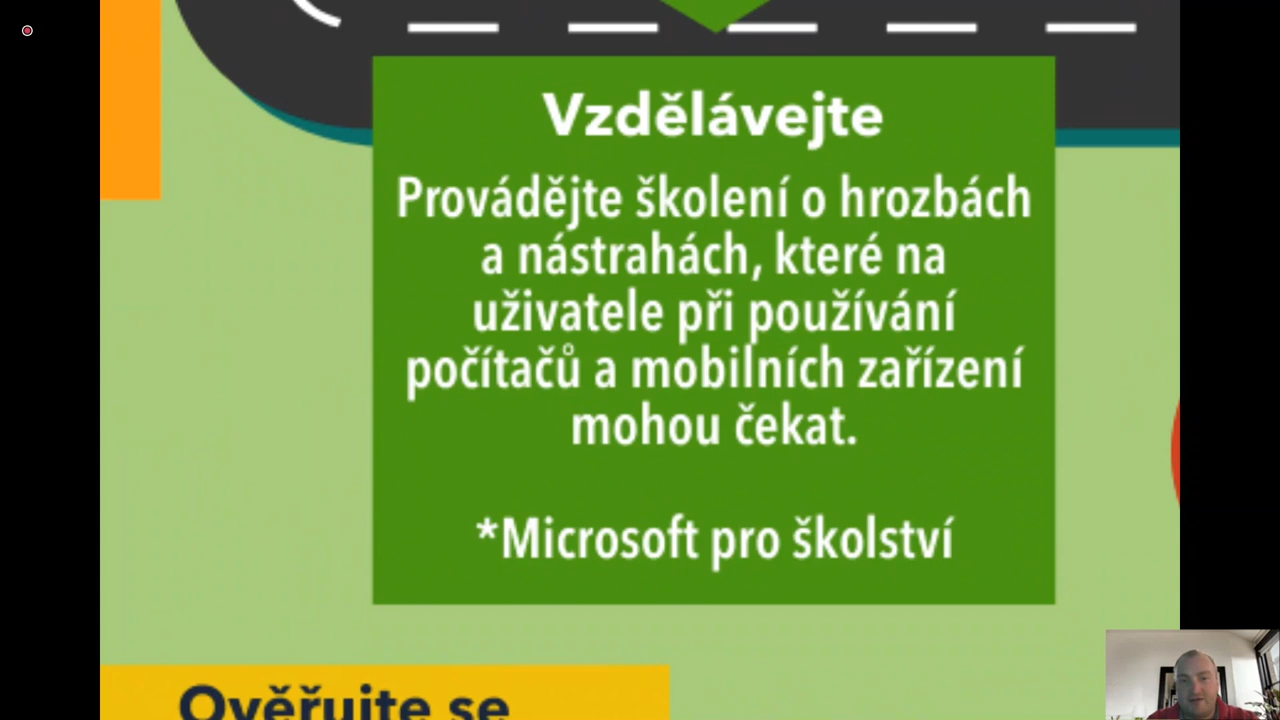 Vzdělávejte
Provádějte školení o hrozbách
a nástrahách, které na
uživatele při používání
počítačů a mobilních zařízení
mohou čekat.
*Microsoft pro školství
Ověřujte se